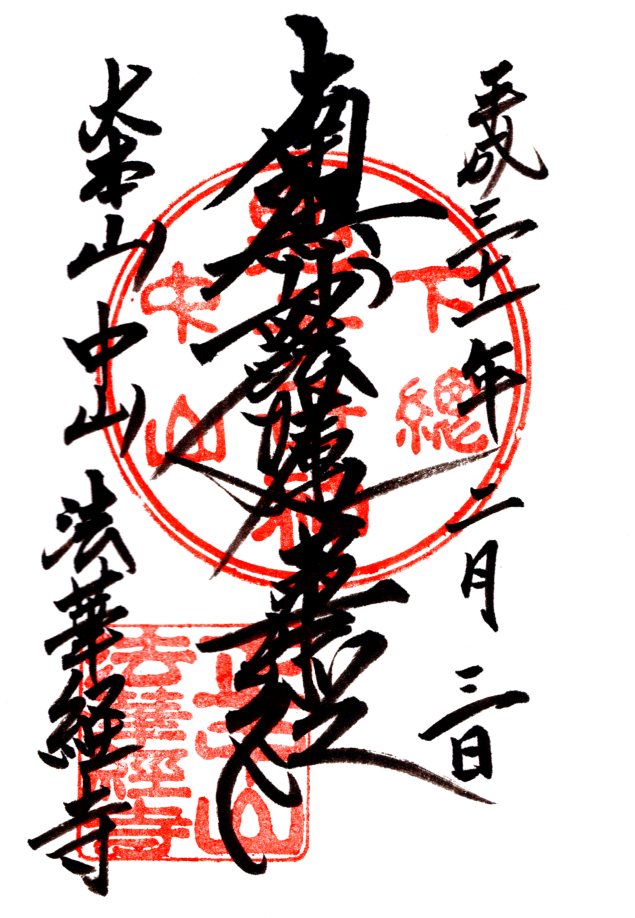 平成三十一年二月三日
南無妙法蓮華経
大本山中山法華経寺
下總
中山
正中山
法華經寺